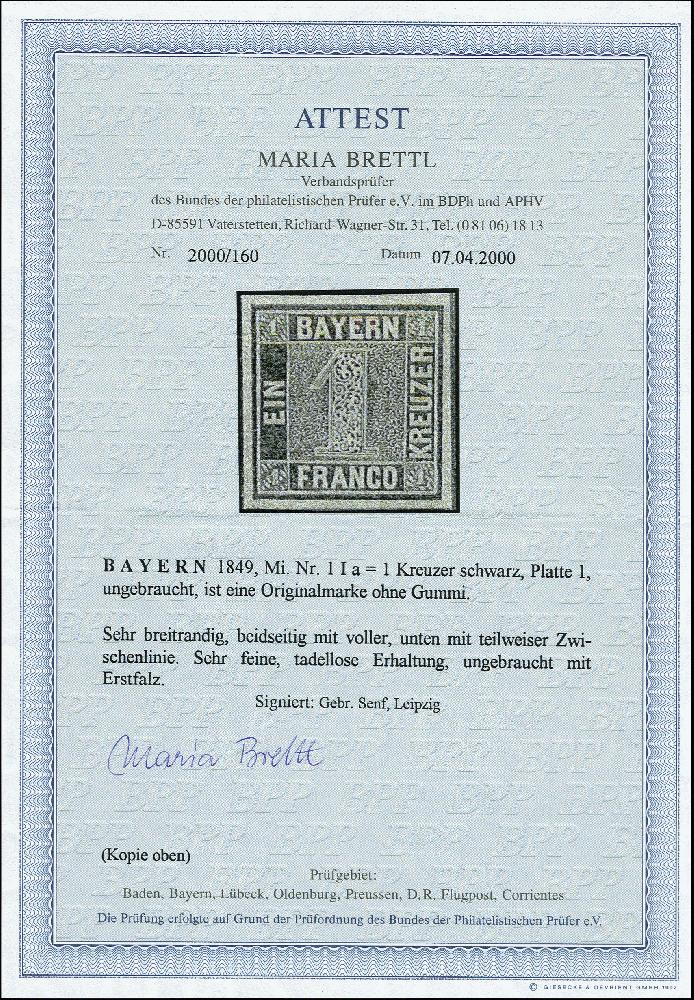 ATTEST
MARIA BRETTL
Verbandsprüfer
des Bundes der philatelistischen Prüfer e.V. im BDPh und APHV
D-85591 Vaterstetten, Richard-Wagner-Str. 31, Tel. (0 81 06) 18 13
Nr. 2000/160 Datum 07.04.2000
1 BAYERN 1
EIN 1 KREUZER
1 FRANCO 1
BAYERN 1849, Mi. Nr. 1 I a = 1 Kreuzer schwarz, Platte 1,
ungebraucht, ist eine Originalmarke ohne Gummi.
Sehr breitrandig, beidseitig mit voller, unten mit teilweiser Zwi-
schenlinie. Sehr feine, tadellose Erhaltung, ungebraucht mit
Erstfalz.
Signiert: Gebr. Senf, Leipzig
Maria Brettl
(Kopie oben)
Prüfgebiet:
Baden, Bayern, Lübeck, Oldenburg, Preussen, D.R. Flugpost, Corrientes
Die Prüfung erfolgte auf Grund der Prüfordnung des Bundes der Philatelistischen Prüfer e.V.
© GIESECKE & DEVRIENT GMBH